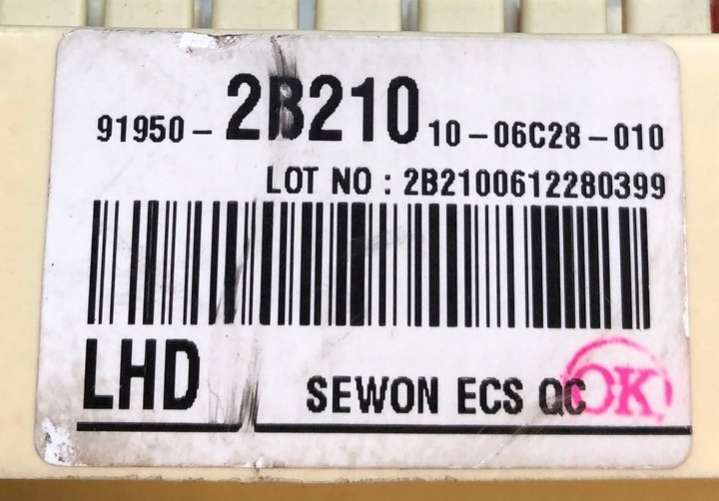 91950-2B210 10-06C28-010
LOT NO : 2B2100612280399
LHD
SEWON ECS QC OK